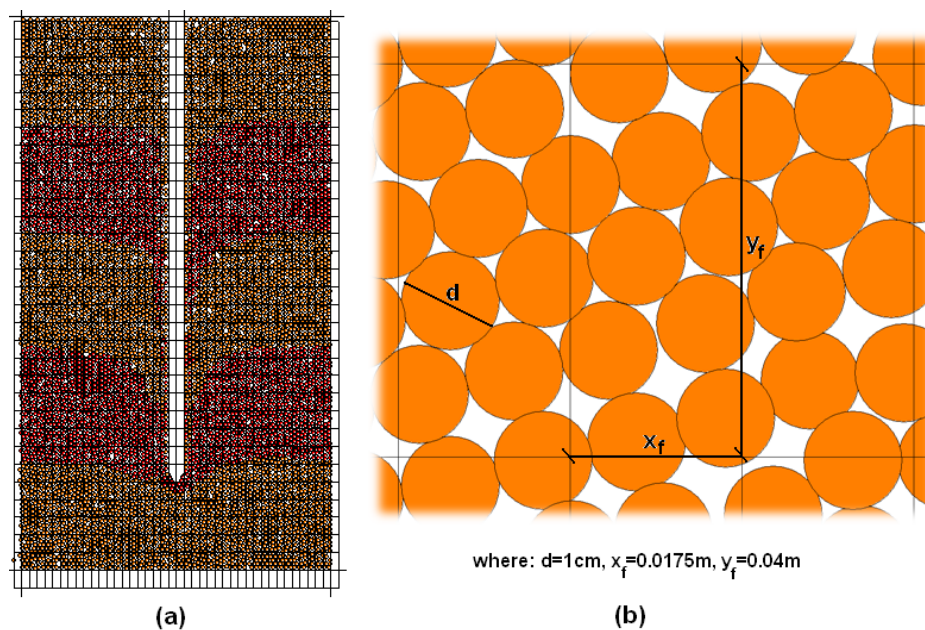 d
y_f
x_f
where: d=1cm, x_f=0.0175m, y_f=0.04m
(a)
(b)